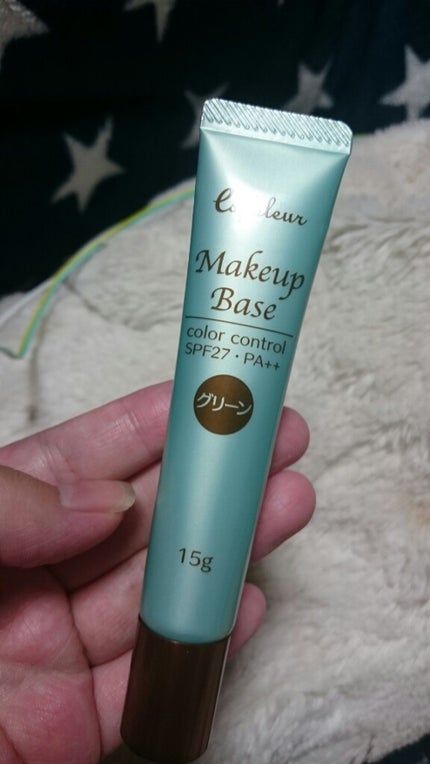 Makeup
Base
color control
SPF27・PA++
グリーン
15g